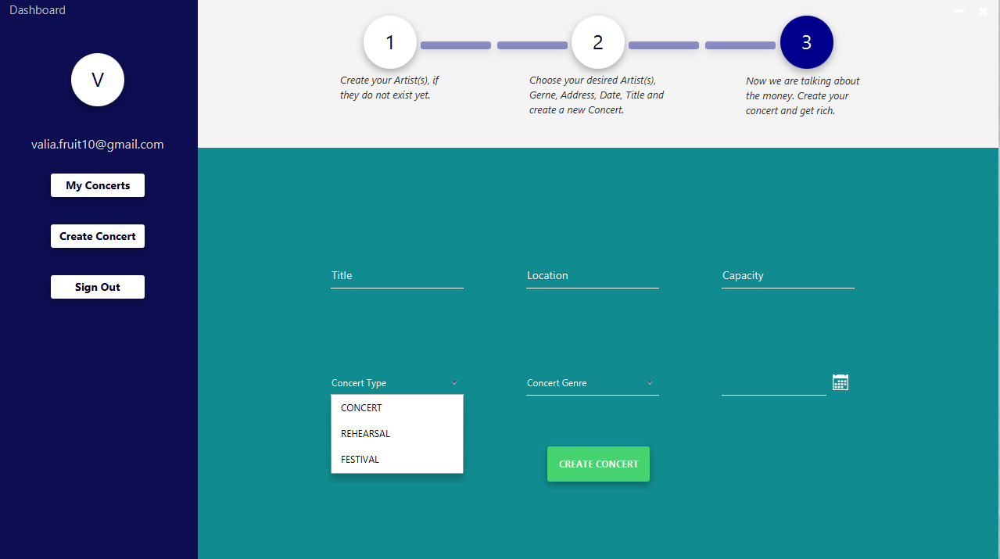 Dashboard
V
valia.fruit10@gmail.com
My Concerts
Create Concert
Sign Out
1
Create your Artist(s), if
they do not exist yet.
2
Choose your desired Artist(s),
Gerne, Address, Date, Title and
create a new Concert.
3
Now we are talking about
the money. Create your
concert and get rich.
Title
Location
Capacity
Concert Type
Concert Genre
CONCERT
REHEARSAL
FESTIVAL
CREATE CONCERT